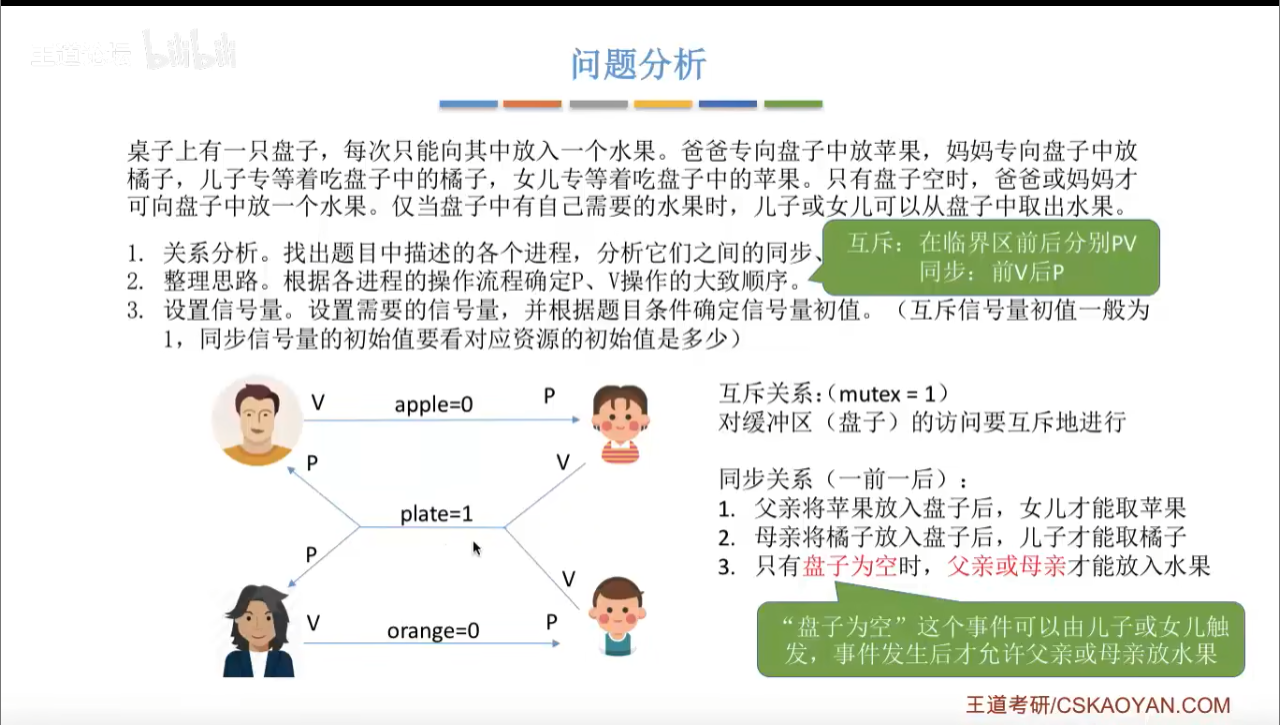 王道论坛 bilibili
问题分析
桌子上有一只盘子，每次只能向其中放入一个水果。爸爸专向盘子中放苹果，妈妈专向盘子中放
橘子，儿子专等着吃盘子中的橘子，女儿专等着吃盘子中的苹果。只有盘子空时，爸爸或妈妈才
可向盘子中放一个水果。仅当盘子中有自己需要的水果时，儿子或女儿可以从盘子中取出水果。
1. 关系分析。找出题目中描述的各个进程，分析它们之间的同步、
2. 整理思路。根据各进程的操作流程确定P、V操作的大致顺序。
3. 设置信号量。设置需要的信号量，并根据题目条件确定信号量初值。（互斥信号量初值一般为
1，同步信号量的初始值要看对应资源的初始值是多少）
互斥：在临界区前后分别PV
同步：前V后P
V apple=0 P
P V
plate=1
P V
V orange=0 P
互斥关系：（mutex = 1）
对缓冲区（盘子）的访问要互斥地进行
同步关系（一前一后）：
1. 父亲将苹果放入盘子后，女儿才能取苹果
2. 母亲将橘子放入盘子后，儿子才能取橘子
3. 只有盘子为空时，父亲或母亲才能放入水果
“盘子为空”这个事件可以由儿子或女儿触
发，事件发生后才允许父亲或母亲放水果
王道考研/CSKAOYAN.COM